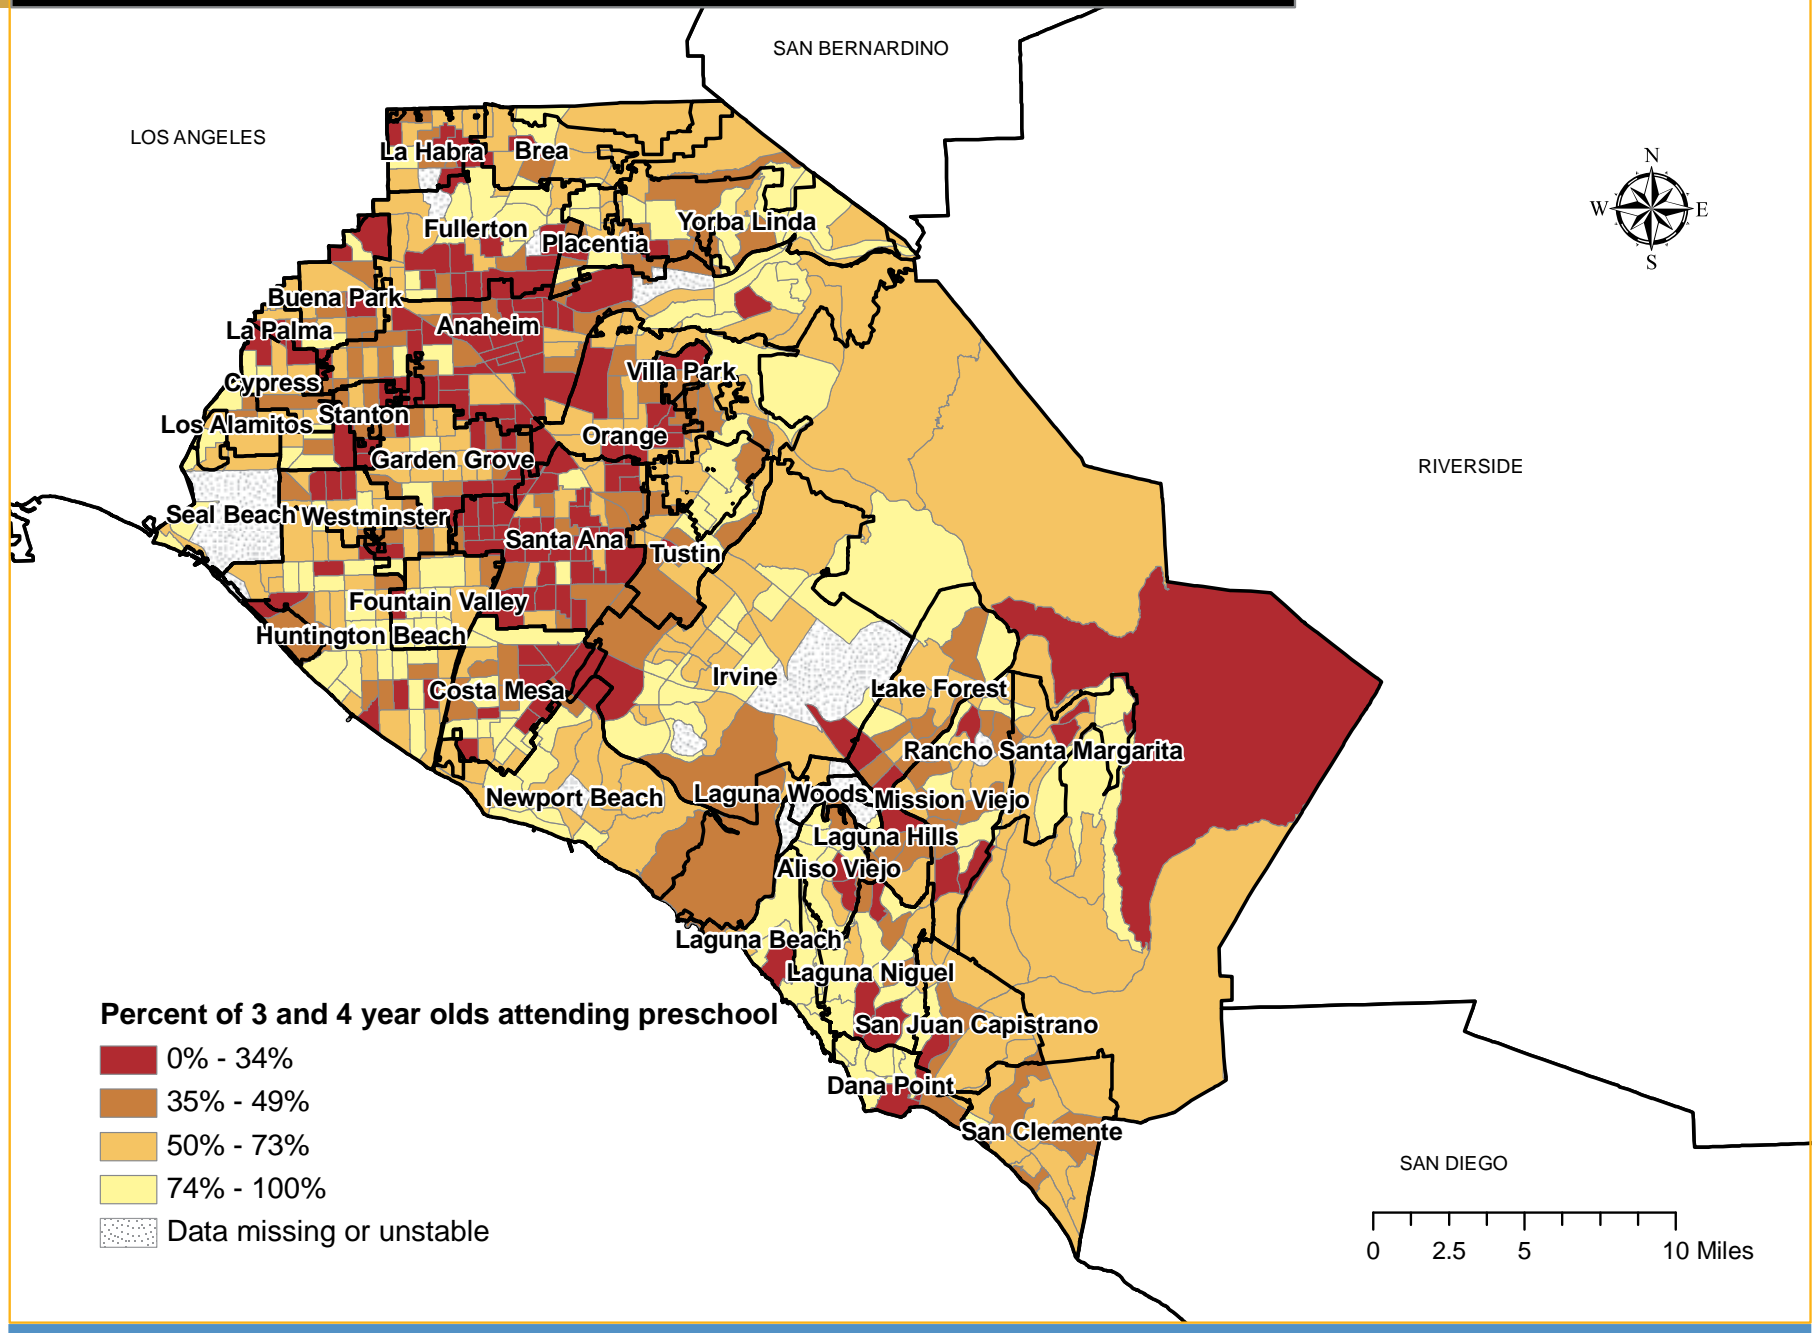 SAN BERNARDINO
LOS ANGELES
N
W E
S
La Habra
Brea
Fullerton
Yorba Linda
Placentia
Buena Park
Anaheim
La Palma
Villa Park
Cypress
Stanton
Los Alamitos
Orange
Garden Grove
RIVERSIDE
Seal Beach
Westminster
Santa Ana
Tustin
Fountain Valley
Huntington Beach
Irvine
Costa Mesa
Lake Forest
Rancho Santa Margarita
Newport Beach
Laguna Woods
Mission Viejo
Laguna Hills
Aliso Viejo
Laguna Beach
Laguna Niguel
San Juan Capistrano
Dana Point
San Clemente
Percent of 3 and 4 year olds attending preschool
0% - 34%
35% - 49%
50% - 73%
74% - 100%
Data missing or unstable
SAN DIEGO
0 2.5 5 10 Miles